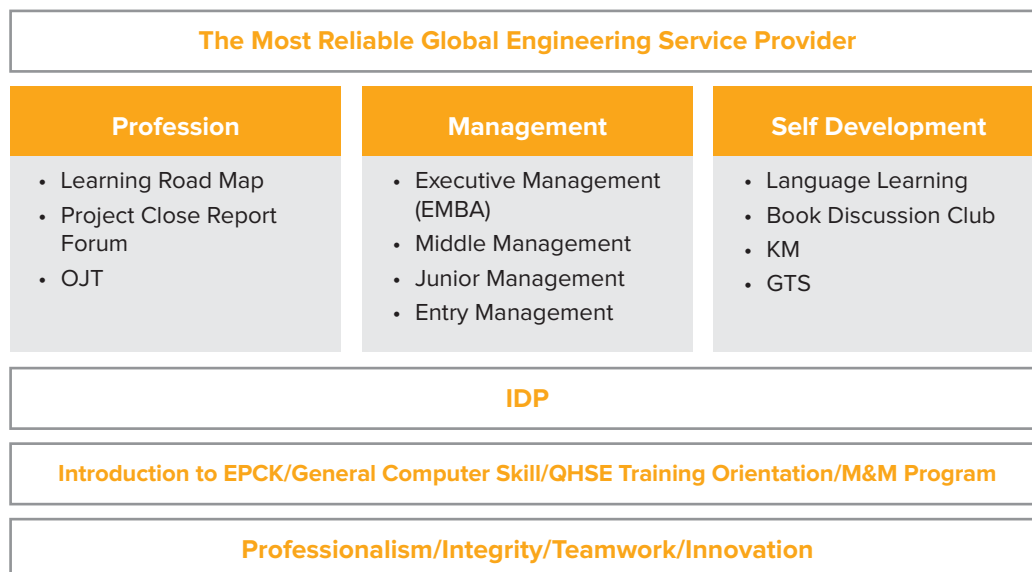 The Most Reliable Global Engineering Service Provider
Profession
• Learning Road Map
• Project Close Report
Forum
• OJT
Management
• Executive Management
(EMBA)
• Middle Management
• Junior Management
• Entry Management
Self Development
• Language Learning
• Book Discussion Club
• KM
• GTS
IDP
Introduction to EPCK/General Computer Skill/QHSE Training Orientation/M&M Program
Professionalism/Integrity/Teamwork/Innovation